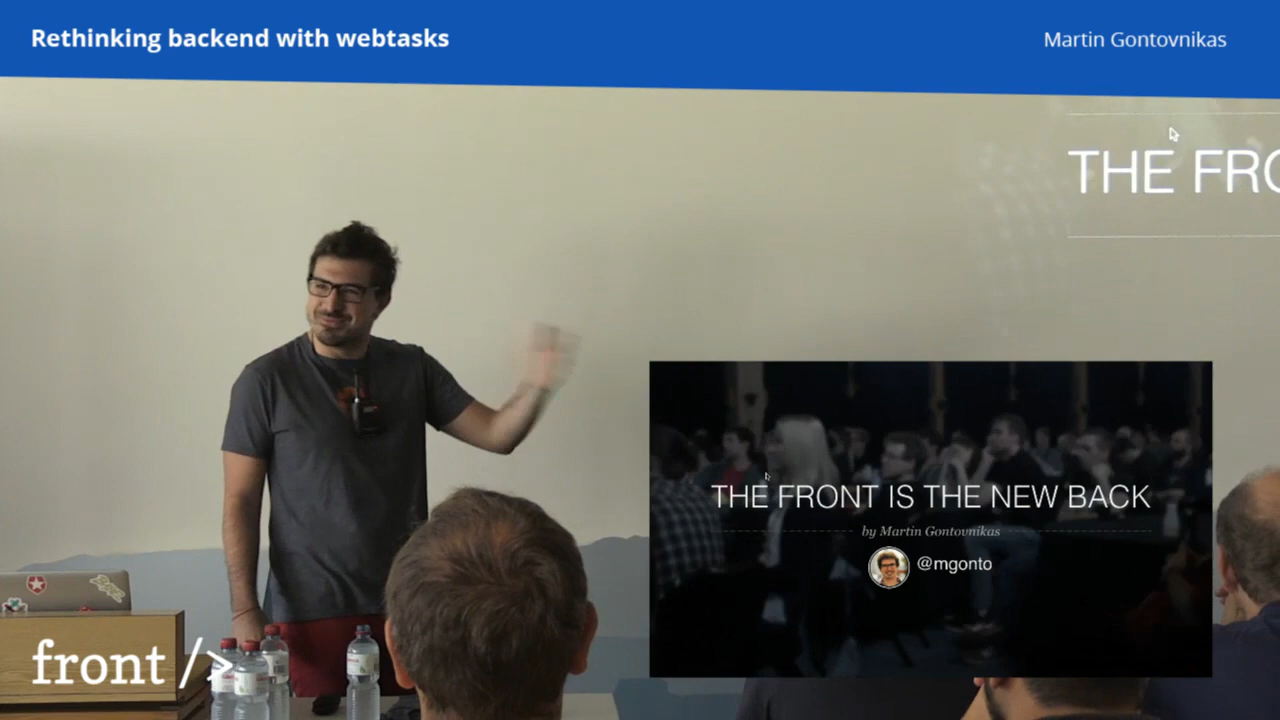 Rethinking backend with webtasks
Martin Gontovnikas
THE FRO
THE FRONT IS THE NEW BACK
by Martin Gontovnikas
@mgonto
front />